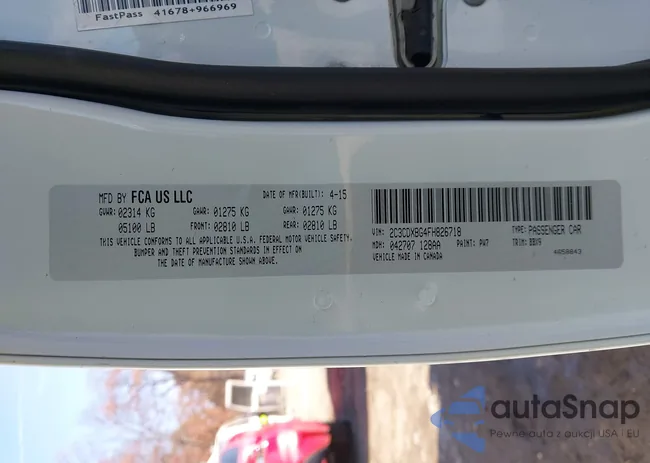 FastPass 41678+966969
MFD BY FCA US LLC DATE OF MFR(BUILT): 4-15
GVWR: 02314 KG GAWR: 01275 KG GAWR: 01275 KG
05100 LB FRONT: 02810 LB REAR: 02810 LB
THIS VEHICLE CONFORMS TO ALL APPLICABLE U.S.A. FEDERAL MOTOR VEHICLE SAFETY,
BUMPER AND THEFT PREVENTION STANDARDS IN EFFECT ON THE
DATE OF MANUFACTURE SHOWN ABOVE.
VIN: 2C3CDXBG4FH826718 TYPE: PASSENGER CAR
MDH: 042707 128AA PAINT: PW7 TRIM: BBX9
VEHICLE MADE IN CANADA 4658643
autaSnap
Pewne auta z aukcji USA i EU